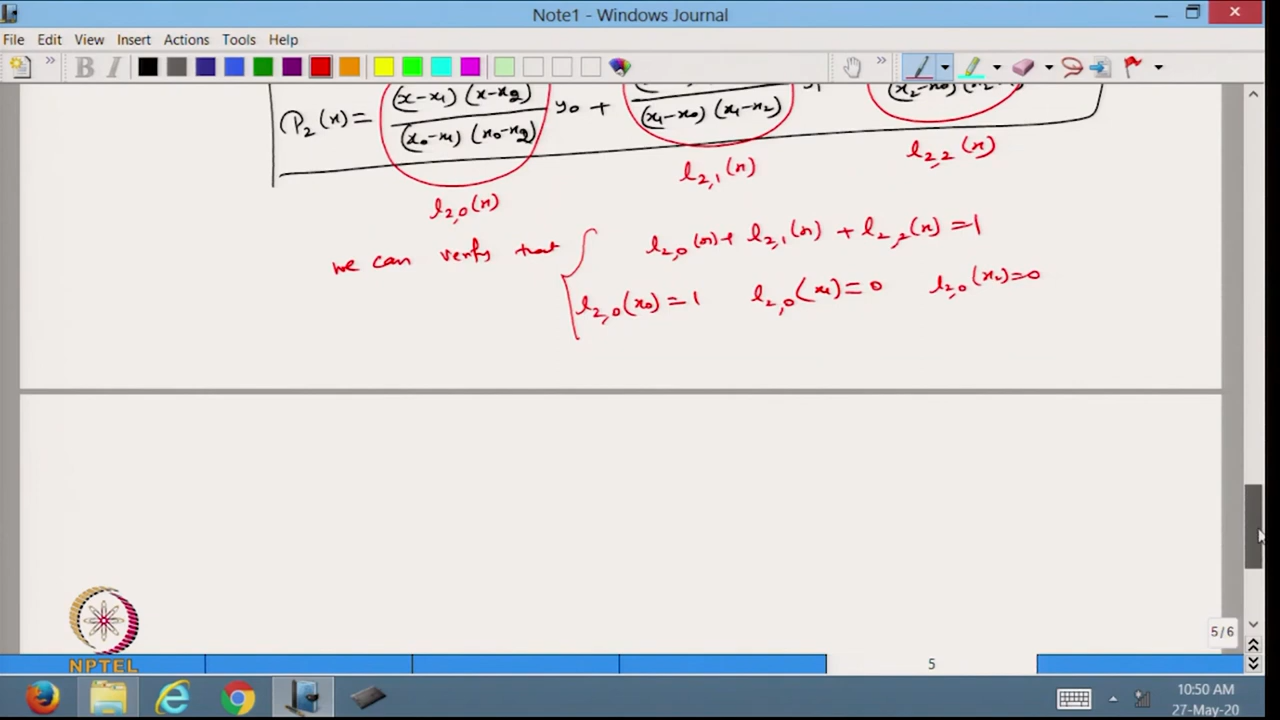 Note1 - Windows Journal
File Edit View Insert Actions Tools Help
B I
P₂(x) = (x-x₁)(x-x₂) / (x₀-x₁)(x₀-x₂) y₀ + / (x₁-x₀)(x₁-x₂)
l₂,₀(x) l₂,₁(x) l₂,₂(x)
we can verify that l₂,₀(x) + l₂,₁(x) + l₂,₂(x) = 1
l₂,₀(x₀) = 1 l₂,₀(x₁) = 0 l₂,₀(x₂) = 0
5/6
NPTEL
5
10:50 AM
27-May-20